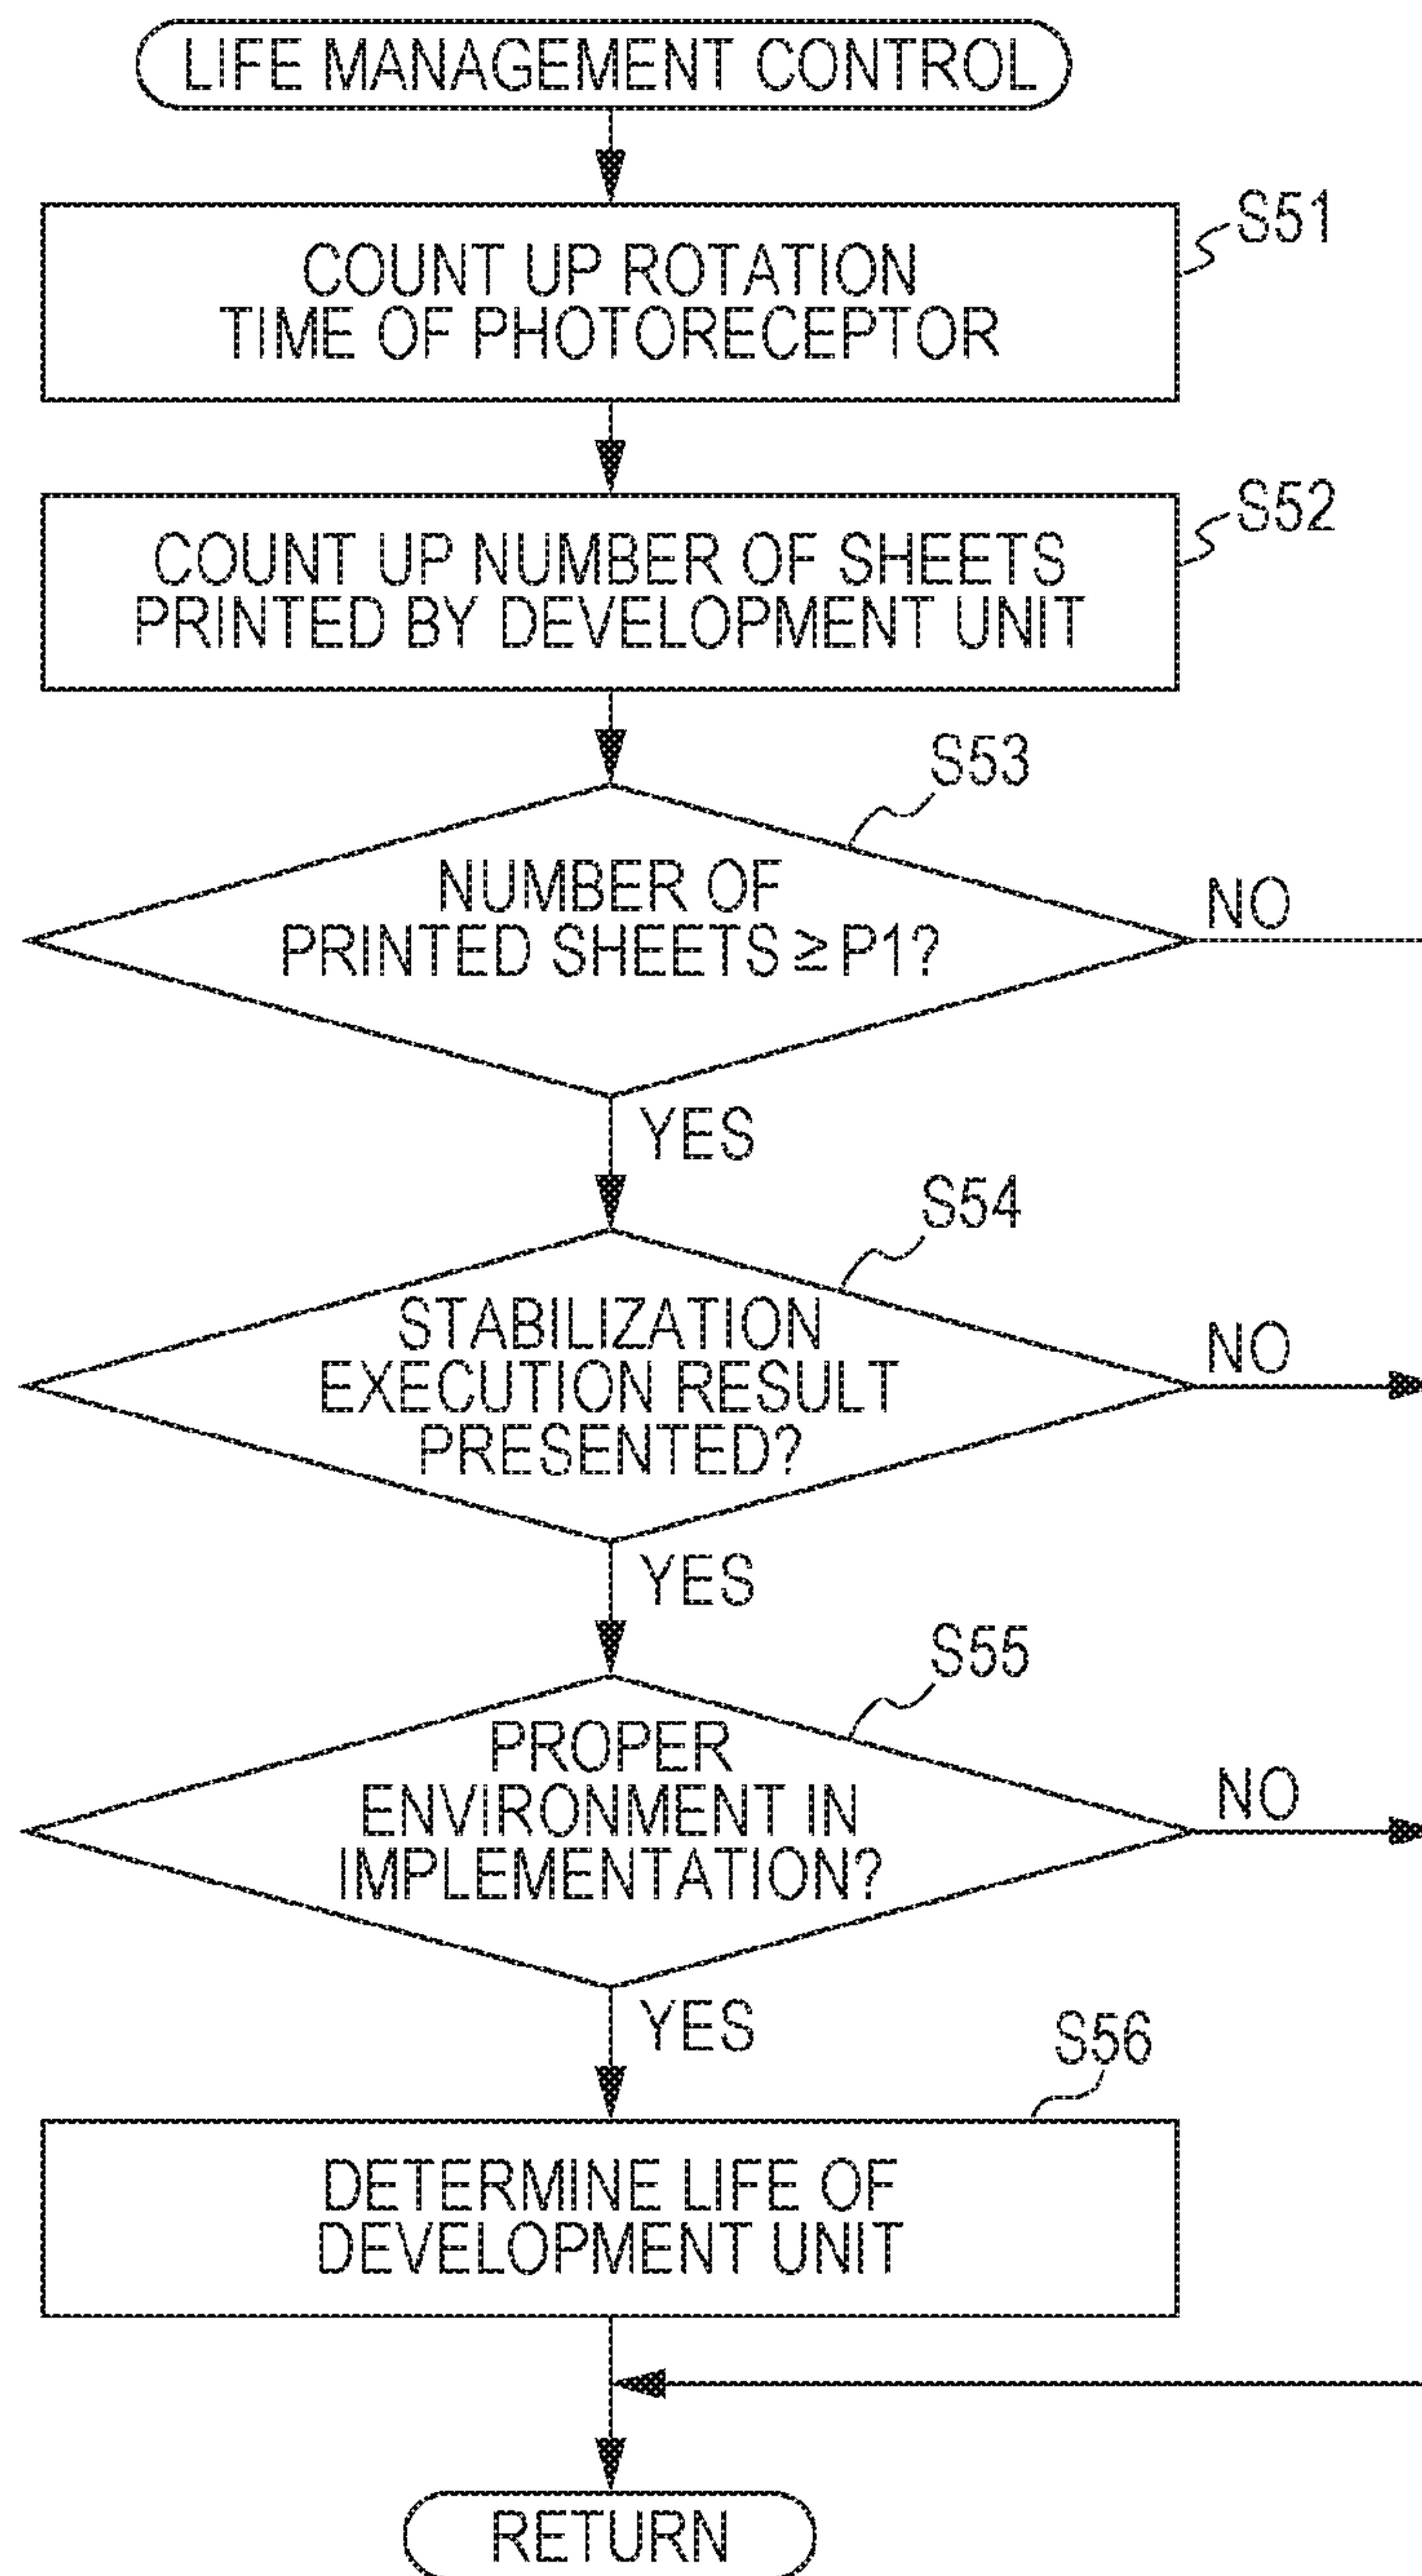 LIFE MANAGEMENT CONTROL
S51
COUNT UP ROTATION
TIME OF PHOTORECEPTOR
S52
COUNT UP NUMBER OF SHEETS
PRINTED BY DEVELOPMENT UNIT
S53
NUMBER OF
PRINTED SHEETS ≥ P1?
NO
YES
S54
STABILIZATION
EXECUTION RESULT
PRESENTED?
NO
YES
S55
PROPER
ENVIRONMENT IN
IMPLEMENTATION?
NO
YES
S56
DETERMINE LIFE OF
DEVELOPMENT UNIT
RETURN